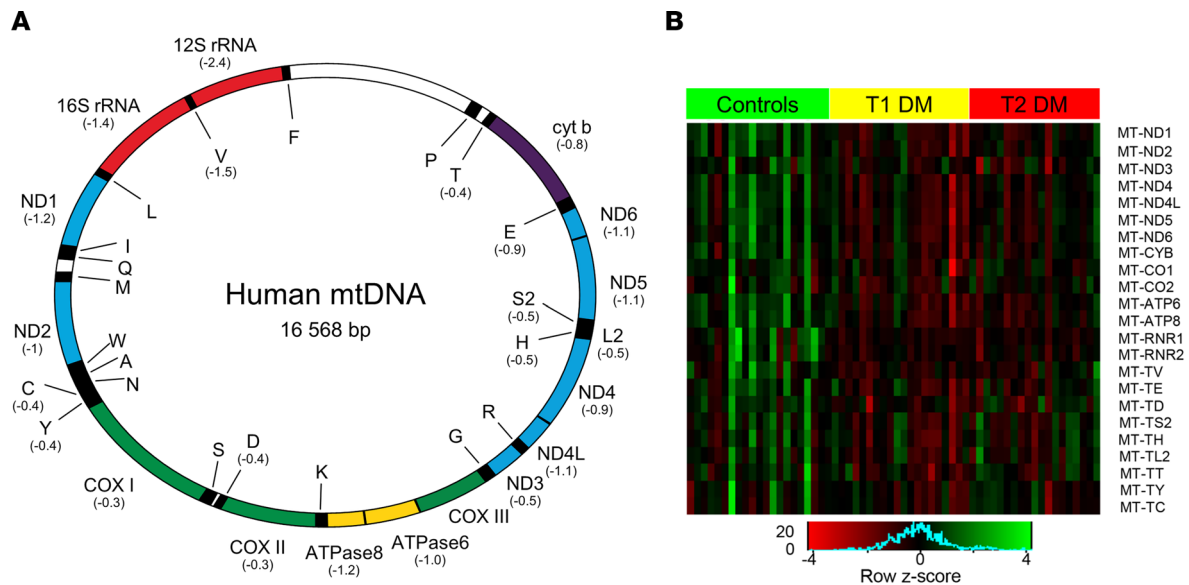 A
12S rRNA
(-2.4)
16S rRNA
(-1.4)
F
V
(-1.5)
P
T
(-0.4)
cyt b
(-0.8)
ND1
(-1.2)
L
E
(-0.9)
ND6
(-1.1)
I
Q
M
Human mtDNA
16 568 bp
ND5
(-1.1)
S2
(-0.5)
H
(-0.5)
L2
(-0.5)
ND2
(-1)
W
A
N
C
(-0.4)
Y
(-0.4)
ND4
(-0.9)
R
G
ND4L
(-1.1)
ND3
(-0.5)
S
D
(-0.4)
K
COX I
(-0.3)
COX III
COX II
(-0.3)
ATPase8
(-1.2)
ATPase6
(-1.0)
B
Controls T1 DM T2 DM
MT-ND1
MT-ND2
MT-ND3
MT-ND4
MT-ND4L
MT-ND5
MT-ND6
MT-CYB
MT-CO1
MT-CO2
MT-ATP6
MT-ATP8
MT-RNR1
MT-RNR2
MT-TV
MT-TE
MT-TD
MT-TS2
MT-TH
MT-TL2
MT-TT
MT-TY
MT-TC
20
0
-4 0 4
Row z-score